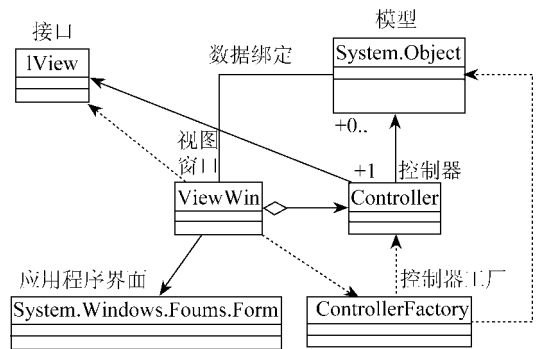 模型
接口
数据绑定
System.Object
lView
+0..
视图
窗口
+1
控制器
ViewWin
Controller
应用程序界面
控制器工厂
System.Windows.Foums.Form
ControllerFactory